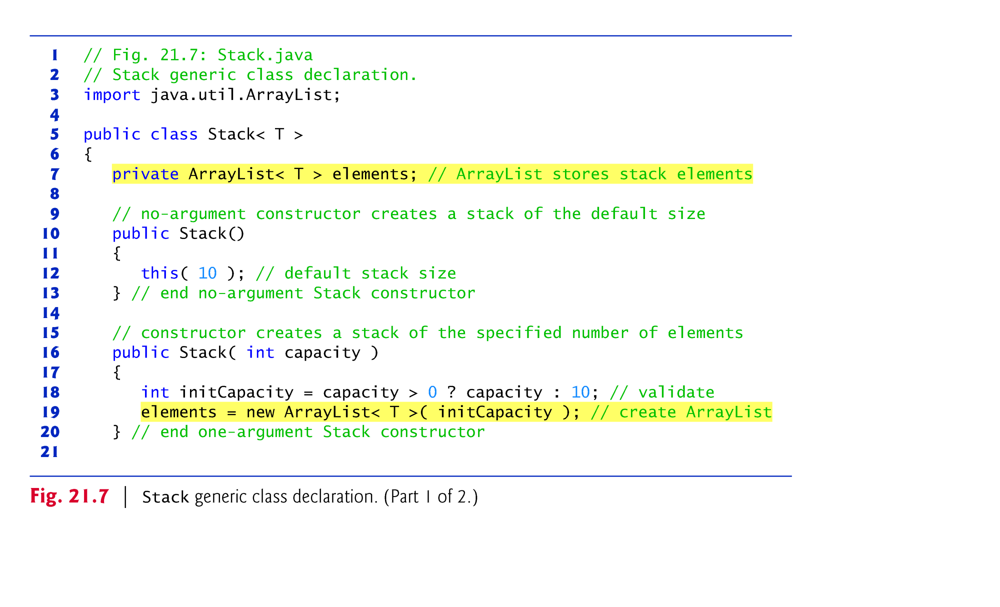 1 // Fig. 21.7: Stack.java
2 // Stack generic class declaration.
3 import java.util.ArrayList;
4
5 public class Stack< T >
6 {
7    private ArrayList< T > elements; // ArrayList stores stack elements
8
9    // no-argument constructor creates a stack of the default size
10    public Stack()
11    {
12       this( 10 ); // default stack size
13    } // end no-argument Stack constructor
14
15    // constructor creates a stack of the specified number of elements
16    public Stack( int capacity )
17    {
18       int initCapacity = capacity > 0 ? capacity : 10; // validate
19       elements = new ArrayList< T >( initCapacity ); // create ArrayList
20    } // end one-argument Stack constructor
21
Fig. 21.7 | Stack generic class declaration. (Part 1 of 2.)